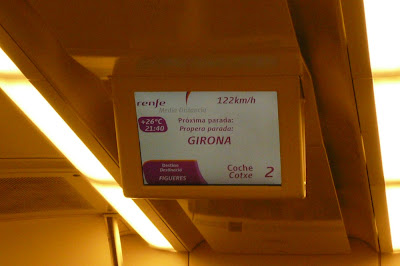 renfe
Media Distancia
122km/h
+26°C
21:40
Próxima parada:
Propera parada:
GIRONA
Destino
Destinació
FIGUERES
Coche
Cotxe 2